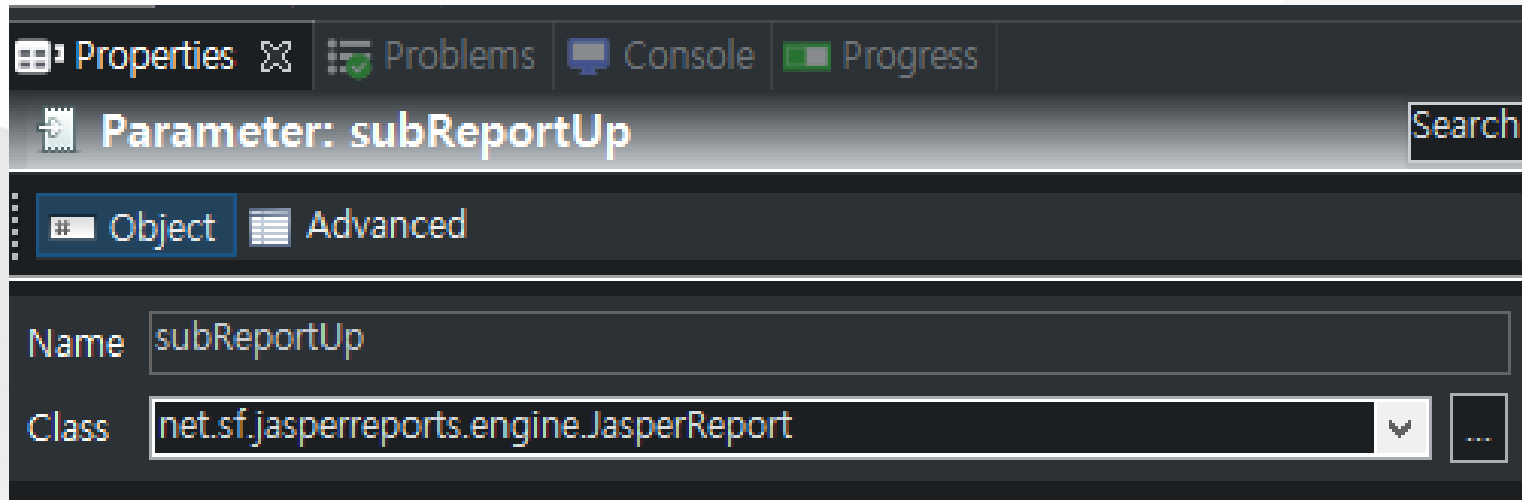 Properties Problems Console Progress
Parameter: subReportUp Search
Object Advanced
Name subReportUp
Class net.sf.jasperreports.engine.JasperReport ...